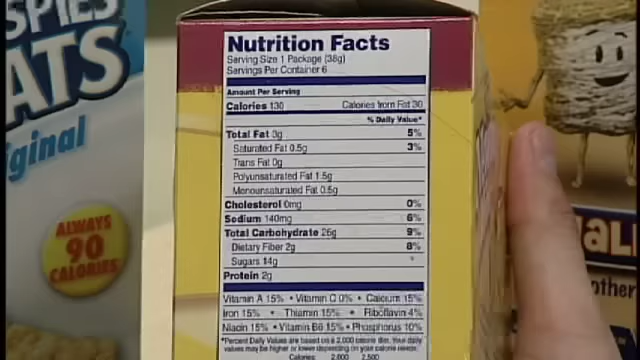 SPIES
ATS
ginal
ALWAYS
90
CALORIES
Nutrition Facts
Serving Size 1 Package (38g)
Servings Per Container 6
Amount Per Serving
Calories 130 Calories from Fat 30
% Daily Value*
Total Fat 3g 5%
Saturated Fat 0.5g 3%
Trans Fat 0g
Polyunsaturated Fat 1.5g
Monounsaturated Fat 0.5g
Cholesterol 0mg 0%
Sodium 140mg 6%
Total Carbohydrate 26g 9%
Dietary Fiber 2g 8%
Sugars 14g
Protein 2g
Vitamin A 15% • Vitamin C 0% • Calcium 15%
Iron 15% • Thiamin 15% • Riboflavin 4%
Niacin 15% • Vitamin B6 15% • Phosphorus 10%
*Percent Daily Values are based on a 2,000 calorie diet. Your daily
values may be higher or lower depending on your calorie needs:
Calories: 2,000 2,500
aL
other